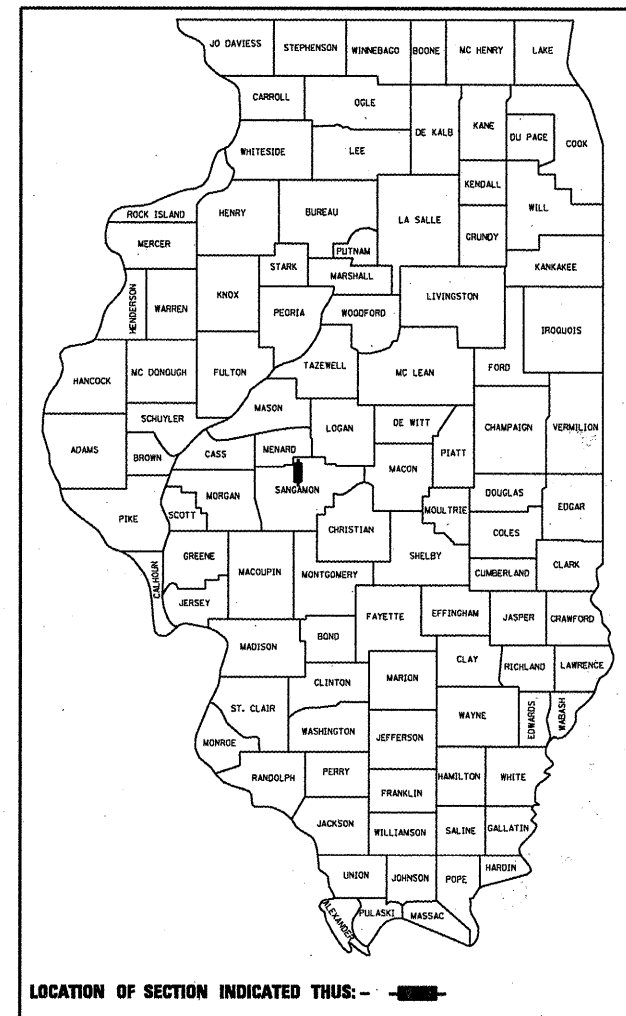 JO DAVIESS STEPHENSON WINNEBAGO BOONE MC HENRY LAKE
CARROLL OGLE
DE KALB KANE DU PAGE COOK
WHITESIDE LEE
KENDALL
ROCK ISLAND HENRY BUREAU LA SALLE WILL
MERCER PUTNAM GRUNDY
STARK MARSHALL KANKAKEE
HENDERSON WARREN KNOX PEORIA WOODFORD LIVINGSTON IROQUOIS
HANCOCK MC DONOUGH FULTON TAZEWELL MC LEAN FORD
SCHUYLER MASON LOGAN DE WITT CHAMPAIGN VERMILION
ADAMS BROWN CASS MENARD MACON PIATT
PIKE SCOTT MORGAN SANGAMON MOULTRIE DOUGLAS EDGAR
CHRISTIAN COLES
CALHOUN GREENE MACOUPIN MONTGOMERY SHELBY CUMBERLAND CLARK
JERSEY FAYETTE EFFINGHAM JASPER CRAWFORD
MADISON BOND CLAY RICHLAND LAWRENCE
CLINTON MARION
ST. CLAIR WAYNE EDWARDS WABASH
MONROE WASHINGTON JEFFERSON
RANDOLPH PERRY HAMILTON WHITE
FRANKLIN
JACKSON WILLIAMSON SALINE GALLATIN
UNION JOHNSON POPE HARDIN
ALEXANDER PULASKI MASSAC
LOCATION OF SECTION INDICATED THUS: -